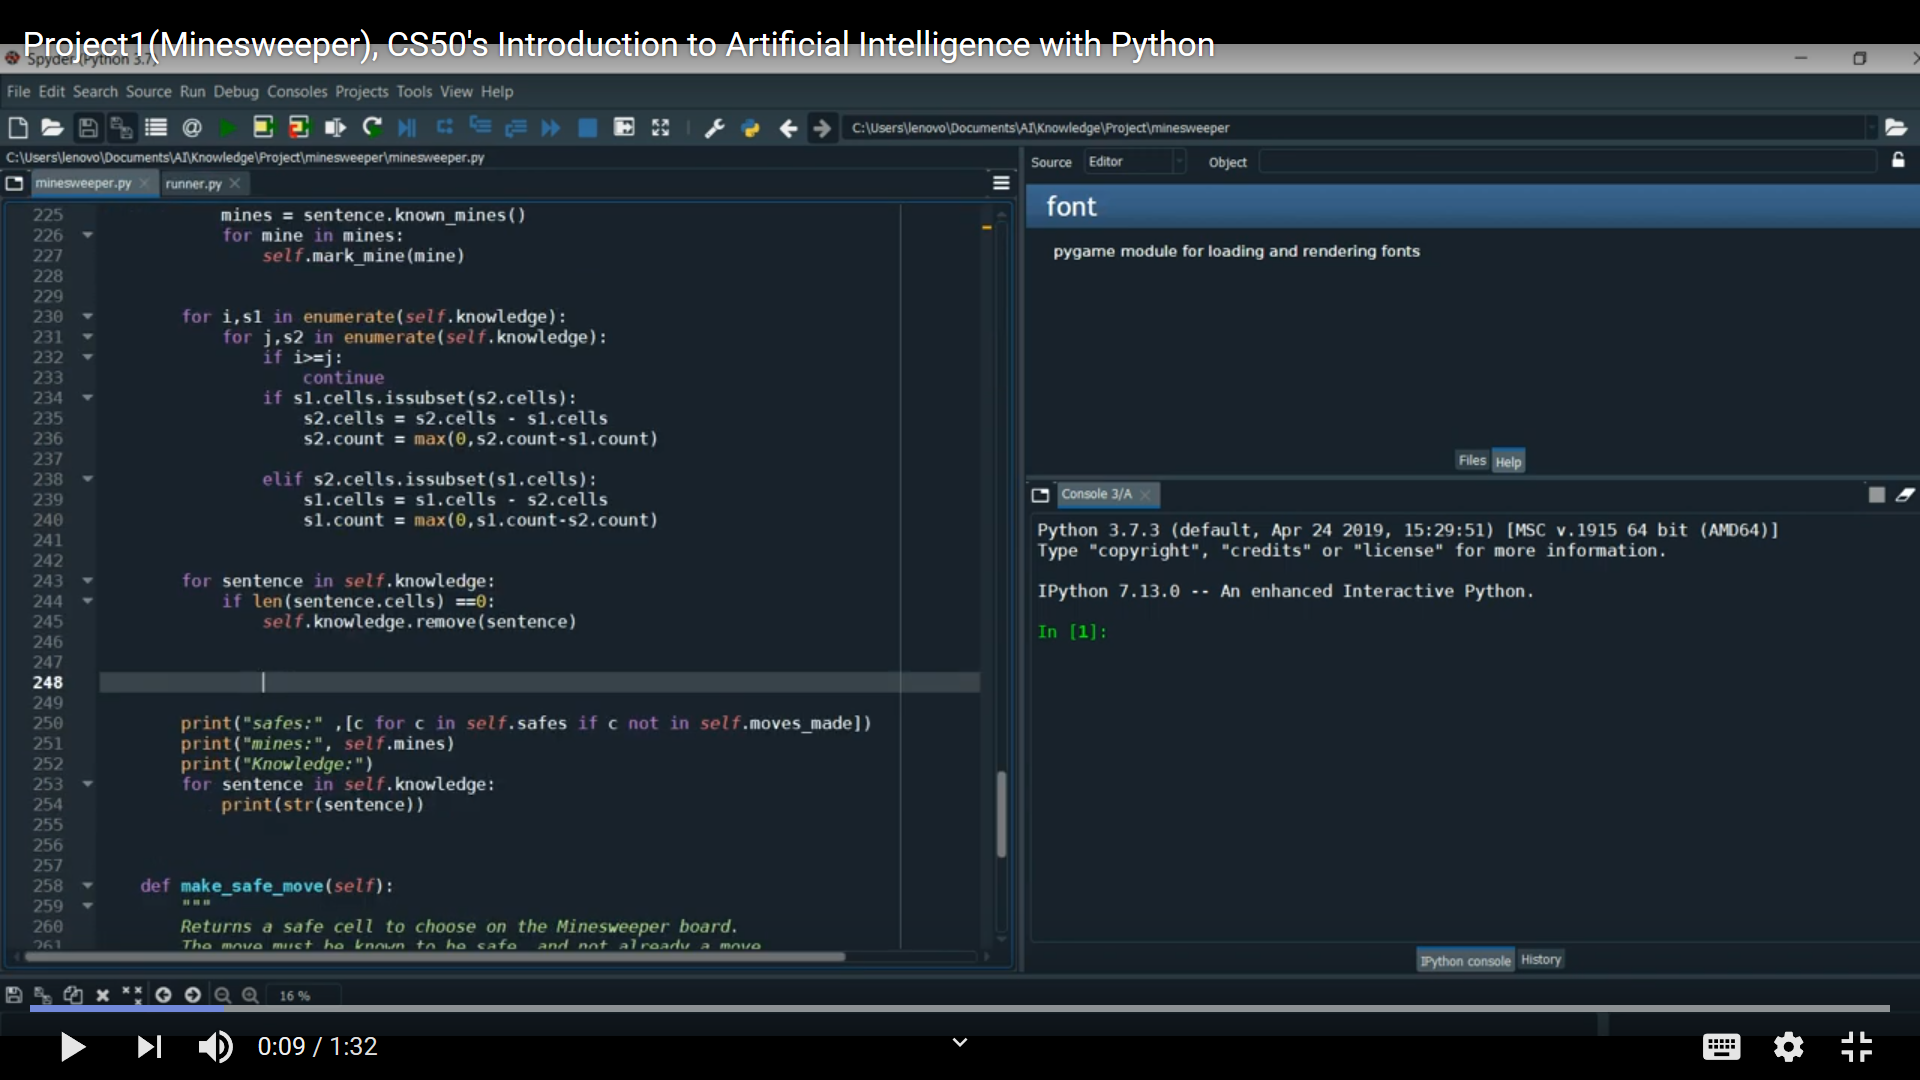 Project1(Minesweeper), CS50's Introduction to Artificial Intelligence with Python
Spyder (Python 3.7)
File Edit Search Source Run Debug Consoles Projects Tools View Help
C:\Users\lenovo\Documents\AI\Knowledge\Project\minesweeper
C:\Users\lenovo\Documents\AI\Knowledge\Project\minesweeper\minesweeper.py
minesweeper.py
runner.py
225 mines = sentence.known_mines()
226 for mine in mines:
227 self.mark_mine(mine)
228
229
230 for i,s1 in enumerate(self.knowledge):
231 for j,s2 in enumerate(self.knowledge):
232 if i>=j:
233 continue
234 if s1.cells.issubset(s2.cells):
235 s2.cells = s2.cells - s1.cells
236 s2.count = max(0,s2.count-s1.count)
237
238 elif s2.cells.issubset(s1.cells):
239 s1.cells = s1.cells - s2.cells
240 s1.count = max(0,s1.count-s2.count)
241
242
243 for sentence in self.knowledge:
244 if len(sentence.cells) ==0:
245 self.knowledge.remove(sentence)
246
247
248
249
250 print("safes:" ,[c for c in self.safes if c not in self.moves_made])
251 print("mines:", self.mines)
252 print("Knowledge:")
253 for sentence in self.knowledge:
254 print(str(sentence))
255
256
257
258 def make_safe_move(self):
259 """
260 Returns a safe cell to choose on the Minesweeper board.
261 The move must be known to be safe, and not already a move
Source Editor Object
font
pygame module for loading and rendering fonts
Files Help
Console 3/A
Python 3.7.3 (default, Apr 24 2019, 15:29:51) [MSC v.1915 64 bit (AMD64)]
Type "copyright", "credits" or "license" for more information.
IPython 7.13.0 -- An enhanced Interactive Python.
In [1]:
IPython console History
16 %
0:09 / 1:32